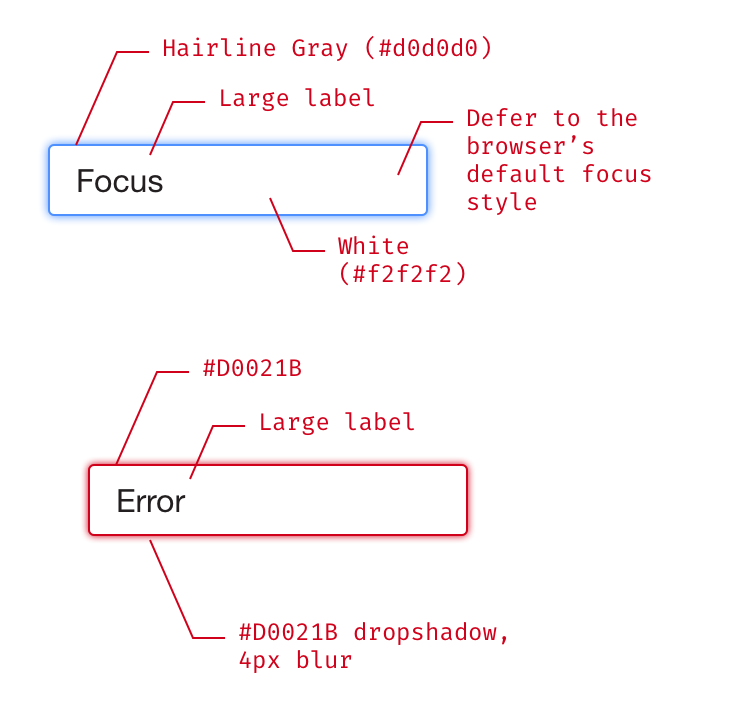 Hairline Gray (#d0d0d0)
Large label
Defer to the
browser’s
default focus
style
Focus
White
(#f2f2f2)
#D0021B
Large label
Error
#D0021B dropshadow,
4px blur